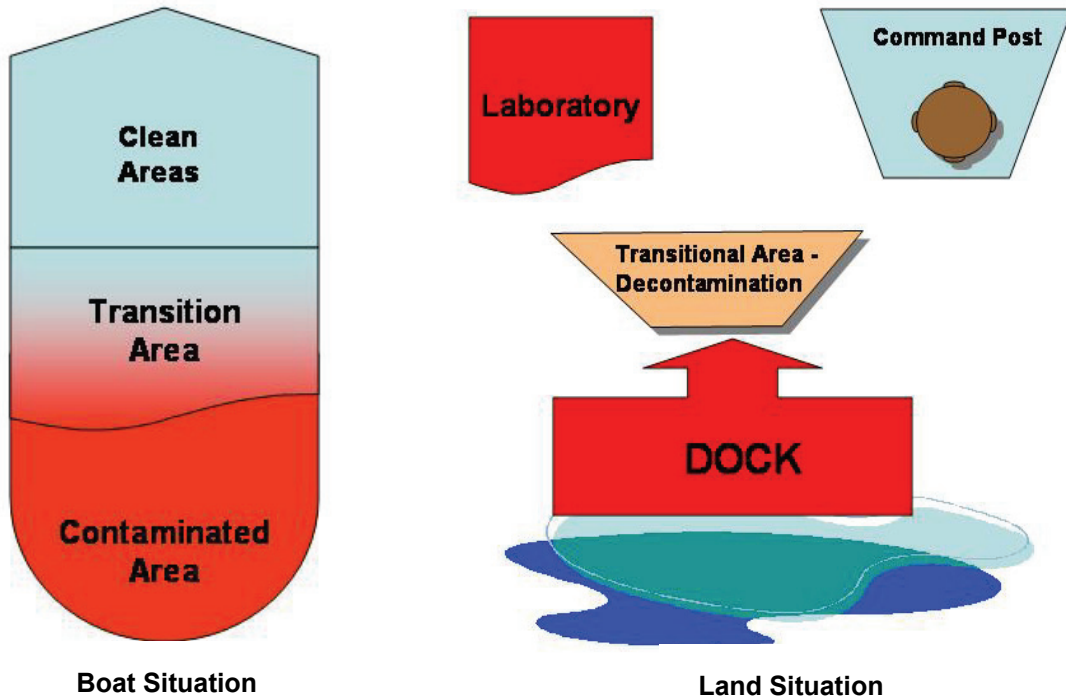 Clean
Areas
Transition
Area
Contaminated
Area
Boat Situation
Laboratory
Command Post
Transitional Area -
Decontamination
DOCK
Land Situation